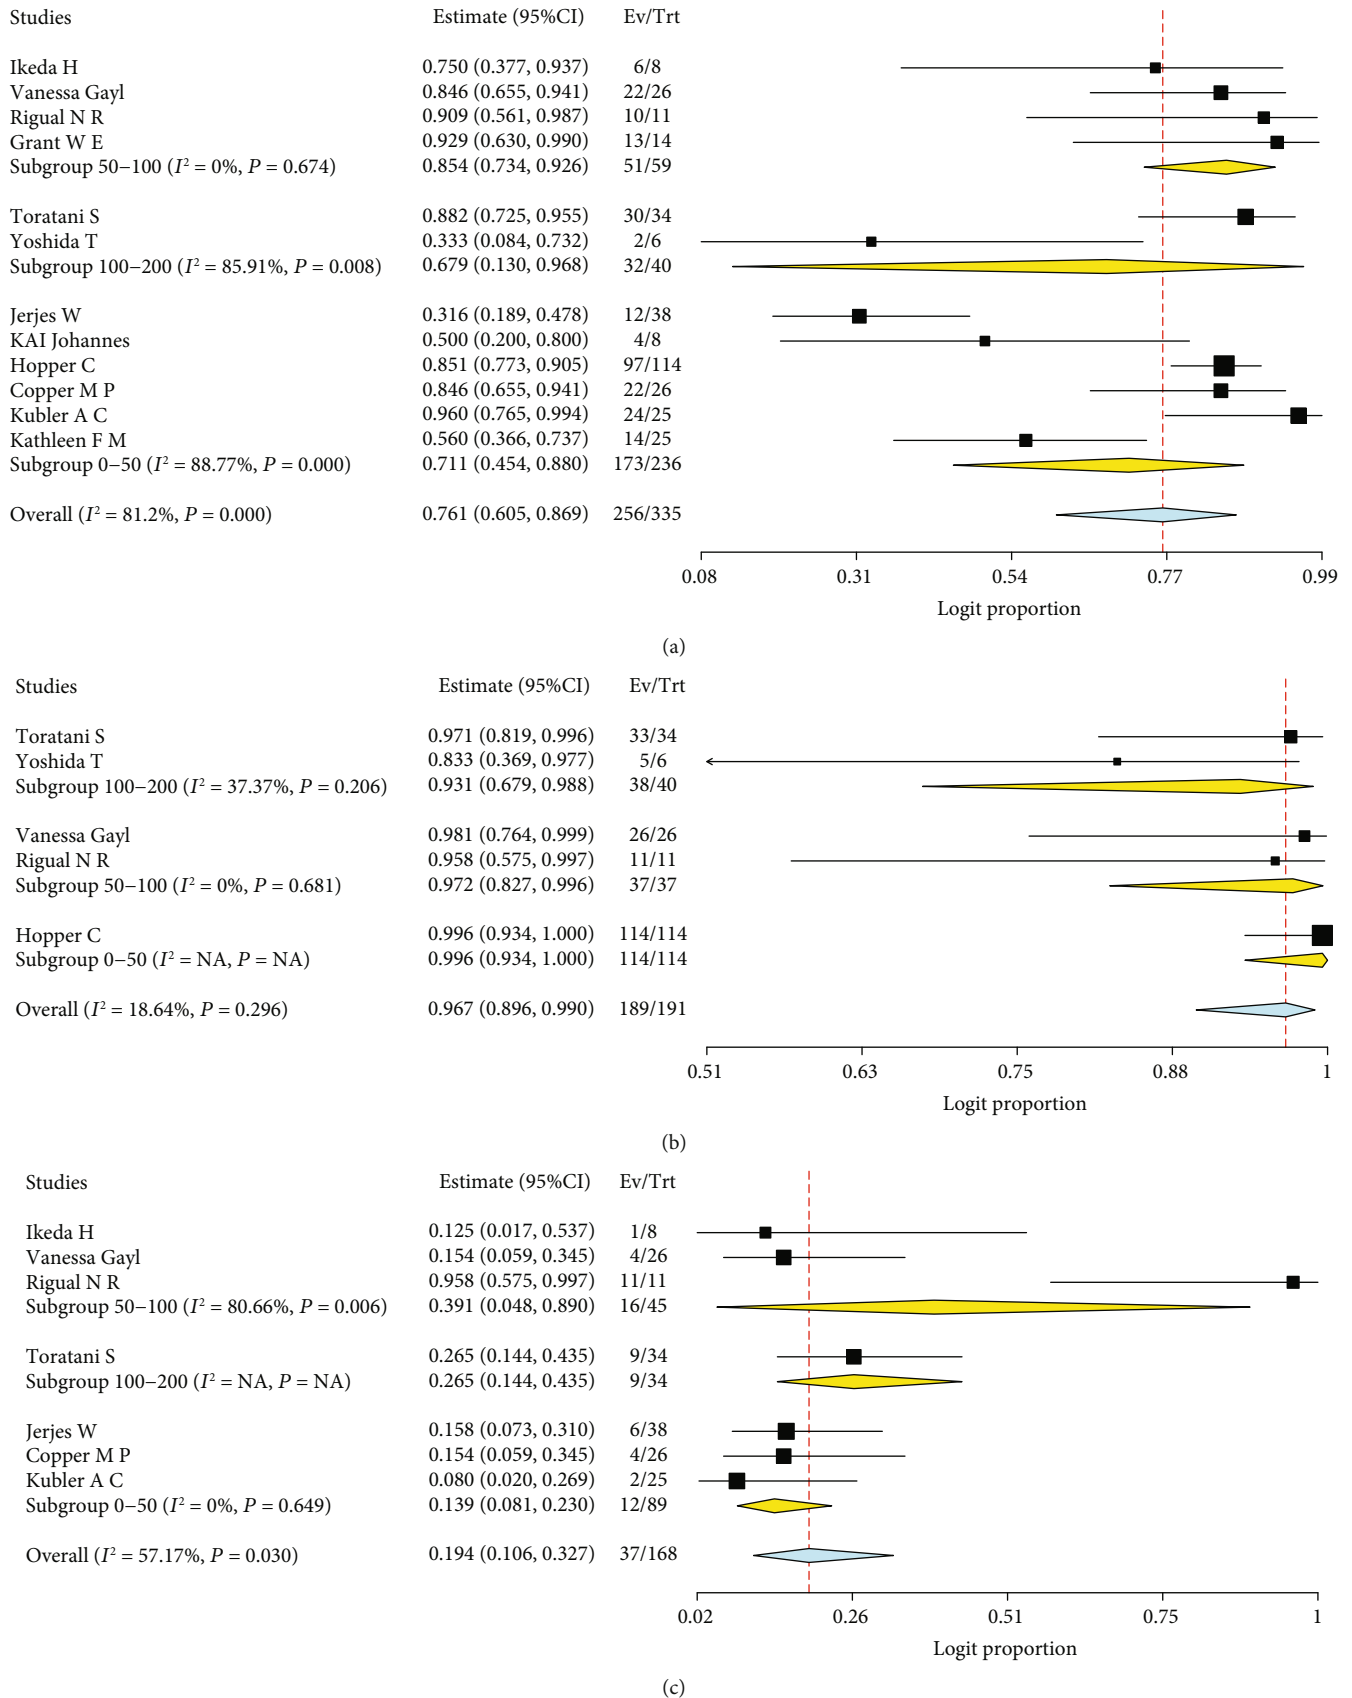 Studies Estimate (95%CI) Ev/Trt
Ikeda H 0.750 (0.377, 0.937) 6/8
Vanessa Gayl 0.846 (0.655, 0.941) 22/26
Rigual N R 0.909 (0.561, 0.987) 10/11
Grant W E 0.929 (0.630, 0.990) 13/14
Subgroup 50−100 (I² = 0%, P = 0.674) 0.854 (0.734, 0.926) 51/59
Toratani S 0.882 (0.725, 0.955) 30/34
Yoshida T 0.333 (0.084, 0.732) 2/6
Subgroup 100−200 (I² = 85.91%, P = 0.008) 0.679 (0.130, 0.968) 32/40
Jerjes W 0.316 (0.189, 0.478) 12/38
KAI Johannes 0.500 (0.200, 0.800) 4/8
Hopper C 0.851 (0.773, 0.905) 97/114
Copper M P 0.846 (0.655, 0.941) 22/26
Kubler A C 0.960 (0.765, 0.994) 24/25
Kathleen F M 0.560 (0.366, 0.737) 14/25
Subgroup 0−50 (I² = 88.77%, P = 0.000) 0.711 (0.454, 0.880) 173/236
Overall (I² = 81.2%, P = 0.000) 0.761 (0.605, 0.869) 256/335
0.08 0.31 0.54 0.77 0.99
Logit proportion
(a)
Studies Estimate (95%CI) Ev/Trt
Toratani S 0.971 (0.819, 0.996) 33/34
Yoshida T 0.833 (0.369, 0.977) 5/6
Subgroup 100−200 (I² = 37.37%, P = 0.206) 0.931 (0.679, 0.988) 38/40
Vanessa Gayl 0.981 (0.764, 0.999) 26/26
Rigual N R 0.958 (0.575, 0.997) 11/11
Subgroup 50−100 (I² = 0%, P = 0.681) 0.972 (0.827, 0.996) 37/37
Hopper C 0.996 (0.934, 1.000) 114/114
Subgroup 0−50 (I² = NA, P = NA) 0.996 (0.934, 1.000) 114/114
Overall (I² = 18.64%, P = 0.296) 0.967 (0.896, 0.990) 189/191
0.51 0.63 0.75 0.88 1
Logit proportion
(b)
Studies Estimate (95%CI) Ev/Trt
Ikeda H 0.125 (0.017, 0.537) 1/8
Vanessa Gayl 0.154 (0.059, 0.345) 4/26
Rigual N R 0.958 (0.575, 0.997) 11/11
Subgroup 50−100 (I² = 80.66%, P = 0.006) 0.391 (0.048, 0.890) 16/45
Toratani S 0.265 (0.144, 0.435) 9/34
Subgroup 100−200 (I² = NA, P = NA) 0.265 (0.144, 0.435) 9/34
Jerjes W 0.158 (0.073, 0.310) 6/38
Copper M P 0.154 (0.059, 0.345) 4/26
Kubler A C 0.080 (0.020, 0.269) 2/25
Subgroup 0−50 (I² = 0%, P = 0.649) 0.139 (0.081, 0.230) 12/89
Overall (I² = 57.17%, P = 0.030) 0.194 (0.106, 0.327) 37/168
0.02 0.26 0.51 0.75 1
Logit proportion
(c)